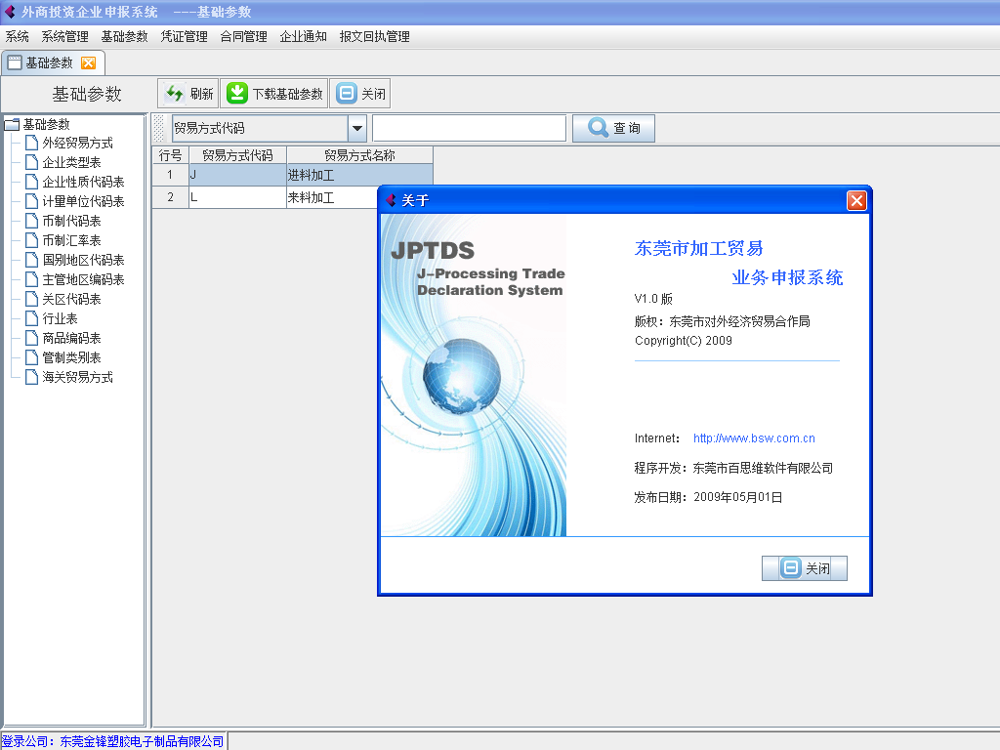 外商投资企业申报系统 ---基础参数
系统 系统管理 基础参数 凭证管理 合同管理 企业通知 报文回执管理
基础参数
基础参数 刷新 下载基础参数 关闭
基础参数
外经贸易方式
企业类型表
企业性质代码表
计量单位代码表
币制代码表
币制汇率表
国别地区代码表
主管地区编码表
关区代码表
行业表
商品编码表
管制类别表
海关贸易方式
贸易方式代码 查 询
行号 贸易方式代码 贸易方式名称
1 J 进料加工
2 L 来料加工
关于
JPTDS
J-Processing Trade
Declaration System
东莞市加工贸易
业务申报系统
V1.0 版
版权：东莞市对外经济贸易合作局
Copyright(C) 2009
Internet: http://www.bsw.com.cn
程序开发：东莞市百思维软件有限公司
发布日期：2009年05月01日
关闭
登录公司：东莞金锋塑胶电子制品有限公司